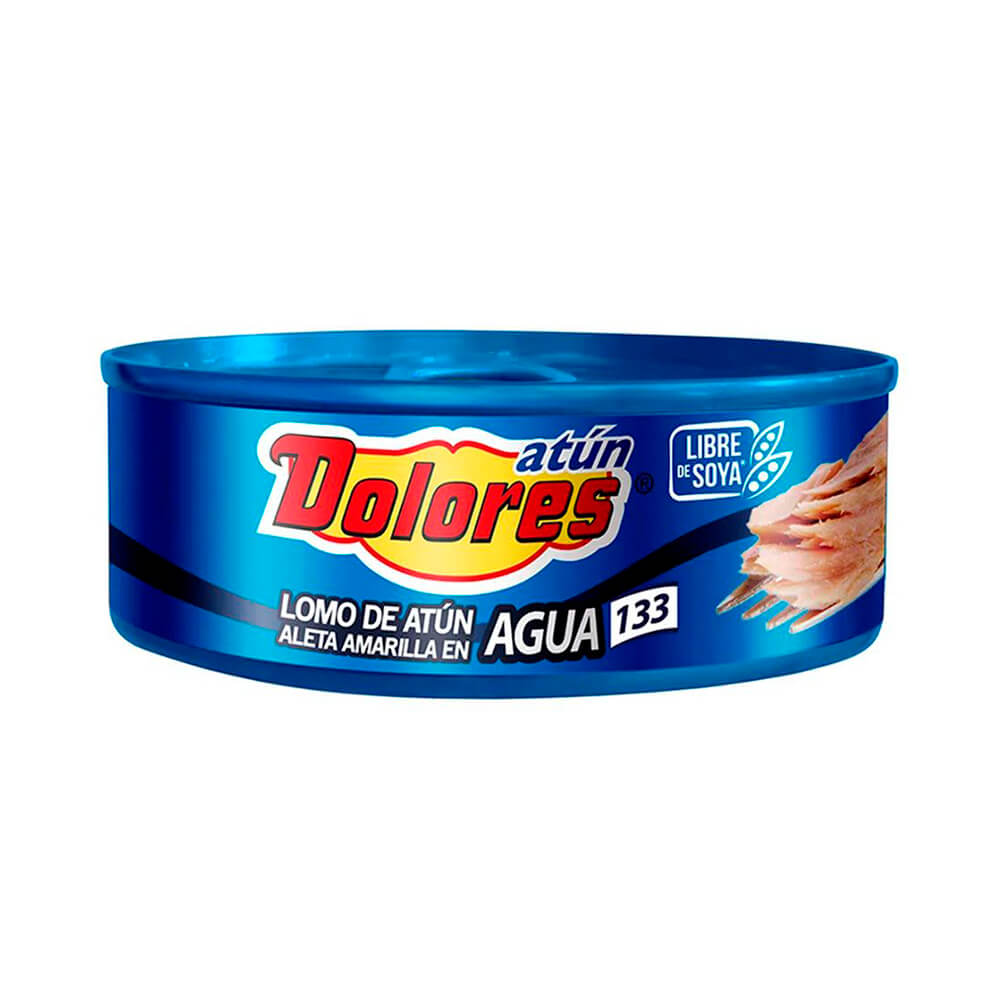 atún
Dolores®
LIBRE
DE SOYA
LOMO DE ATÚN
ALETA AMARILLA EN
AGUA 133